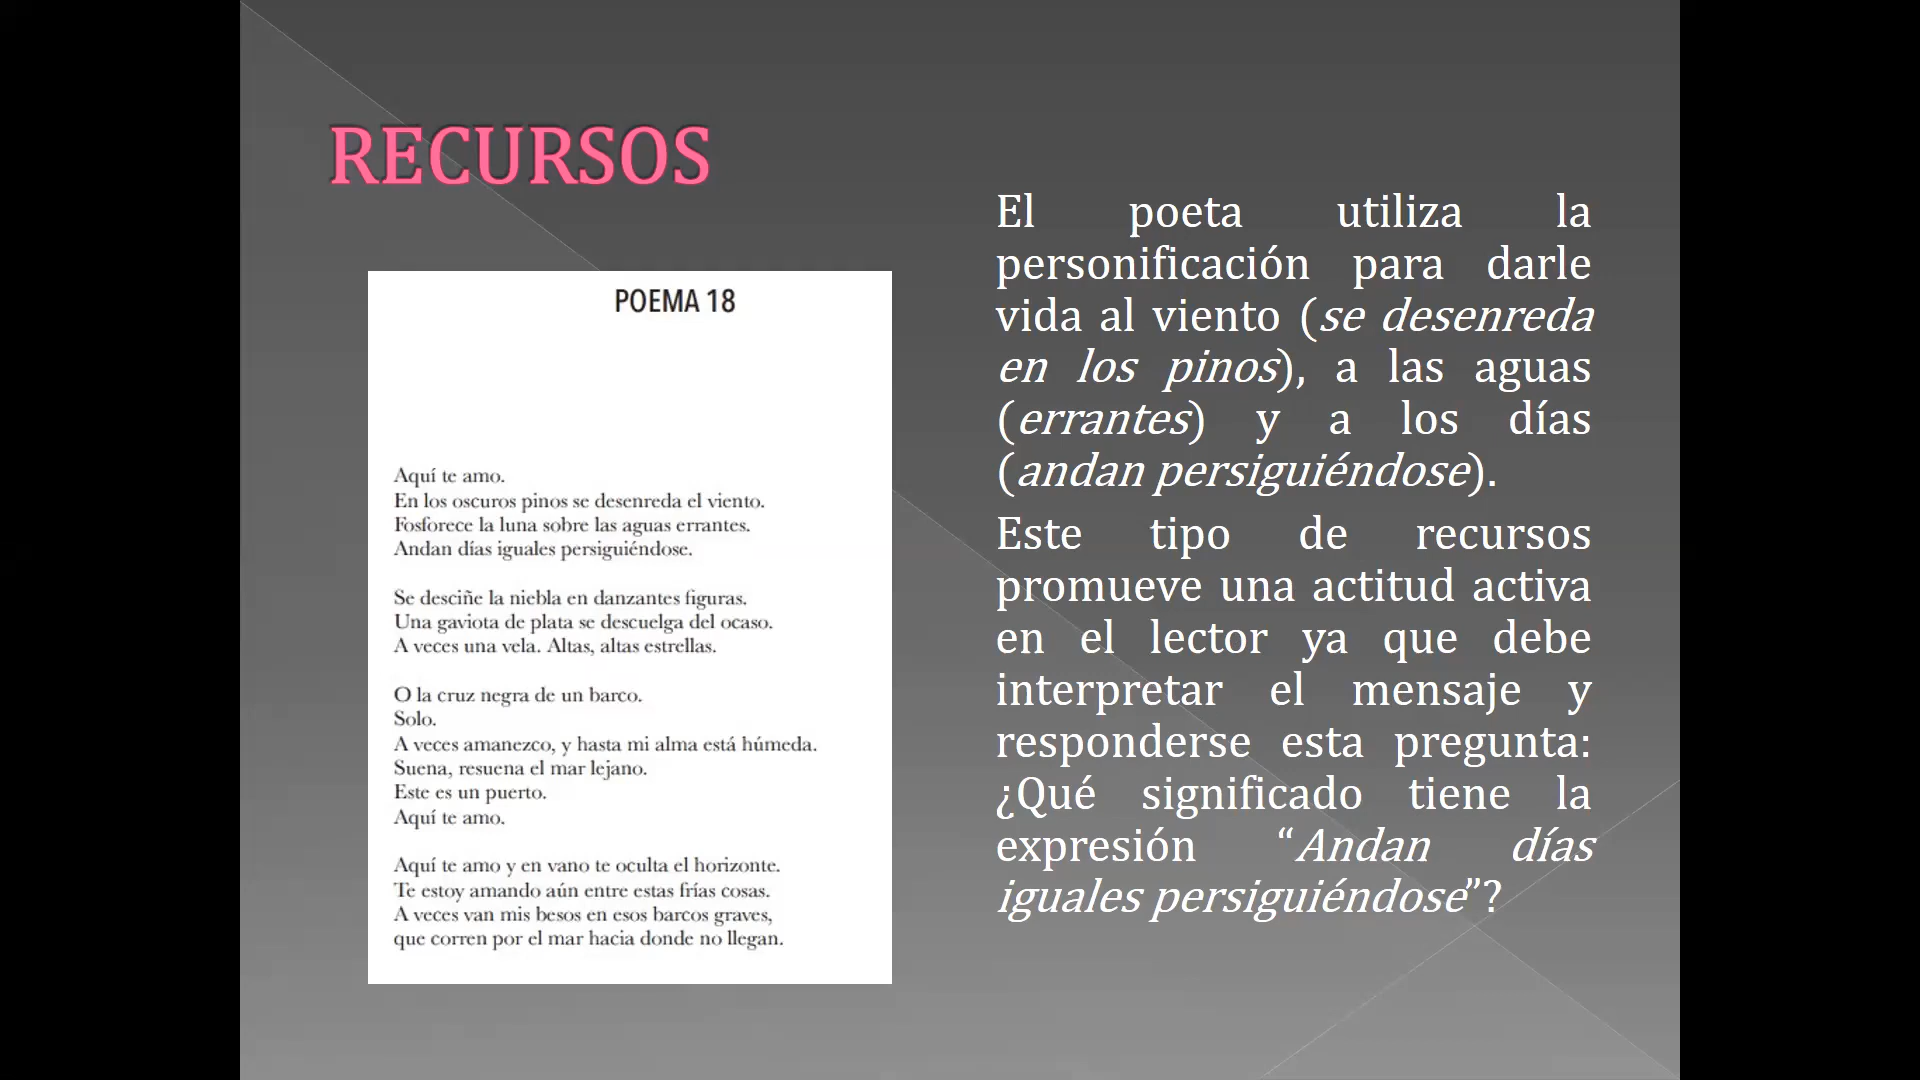 RECURSOS
POEMA 18
Aquí te amo.
En los oscuros pinos se desenreda el viento.
Fosforece la luna sobre las aguas errantes.
Andan días iguales persiguiéndose.
Se desciñe la niebla en danzantes figuras.
Una gaviota de plata se descuelga del ocaso.
A veces una vela. Altas, altas estrellas.
O la cruz negra de un barco.
Solo.
A veces amanezco, y hasta mi alma está húmeda.
Suena, resuena el mar lejano.
Este es un puerto.
Aquí te amo.
Aquí te amo y en vano te oculta el horizonte.
Te estoy amando aún entre estas frías cosas.
A veces van mis besos en esos barcos graves,
que corren por el mar hacia donde no llegan.
El poeta utiliza la
personificación para darle
vida al viento (se desenreda
en los pinos), a las aguas
(errantes) y a los días
(andan persiguiéndose).
Este tipo de recursos
promueve una actitud activa
en el lector ya que debe
interpretar el mensaje y
responderse esta pregunta:
¿Qué significado tiene la
expresión “Andan días
iguales persiguiéndose”?